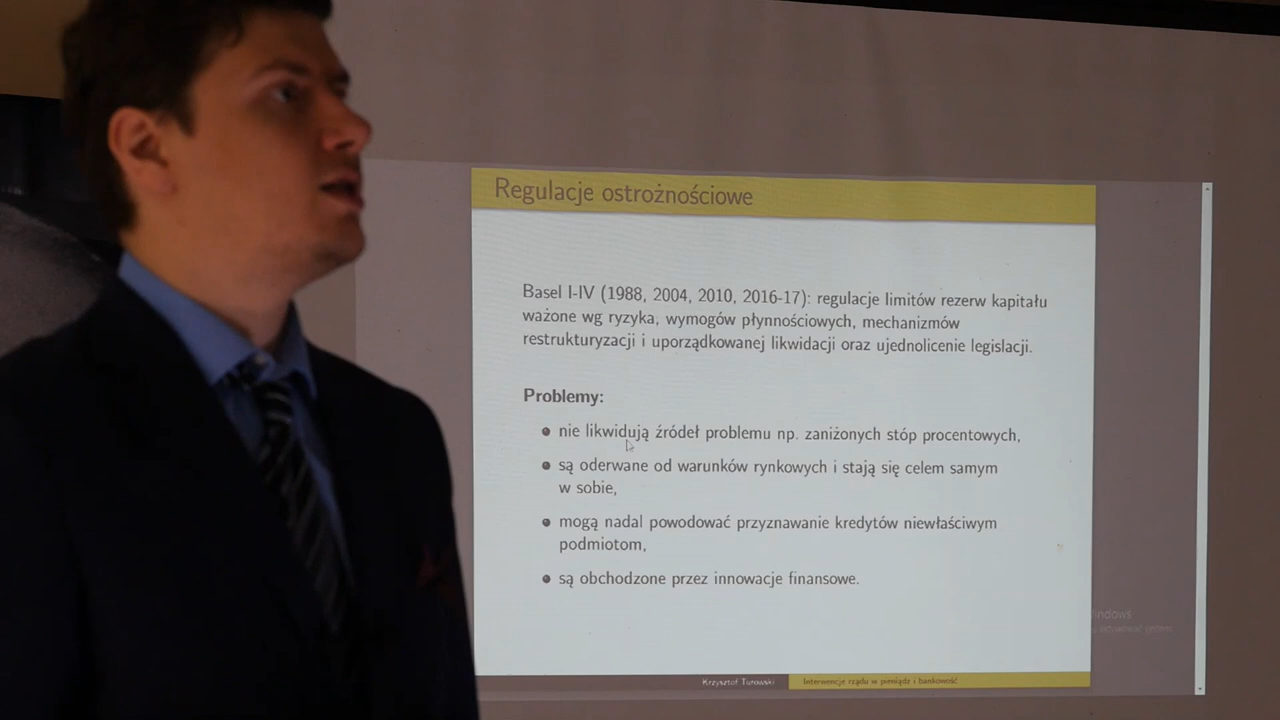 Regulacje ostrożnościowe
Basel I-IV (1988, 2004, 2010, 2016-17): regulacje limitów rezerw kapitału
ważone wg ryzyka, wymogów płynnościowych, mechanizmów
restrukturyzacji i uporządkowanej likwidacji oraz ujednolicenie legislacji.
Problemy:
nie likwidują źródeł problemu np. zaniżonych stóp procentowych,
są oderwane od warunków rynkowych i stają się celem samym
w sobie,
mogą nadal powodować przyznawanie kredytów niewłaściwym
podmiotom,
są obchodzone przez innowacje finansowe.
Krzysztof Turowski
Interwencje rządu w pieniądz i bankowość